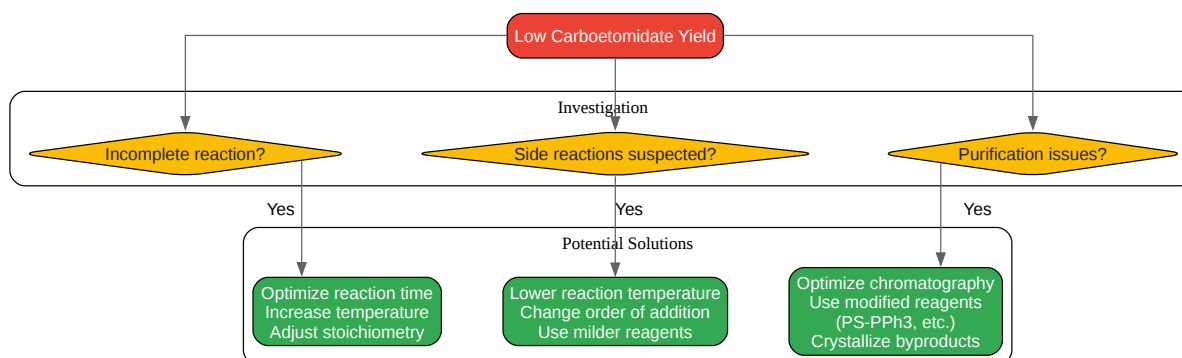 Low Carboetomidate Yield
Investigation
Incomplete reaction?
Side reactions suspected?
Purification issues?
Yes
Yes
Yes
Potential Solutions
Optimize reaction time
Increase temperature
Adjust stoichiometry
Lower reaction temperature
Change order of addition
Use milder reagents
Optimize chromatography
Use modified reagents
(PS-PPh3, etc.)
Crystallize byproducts